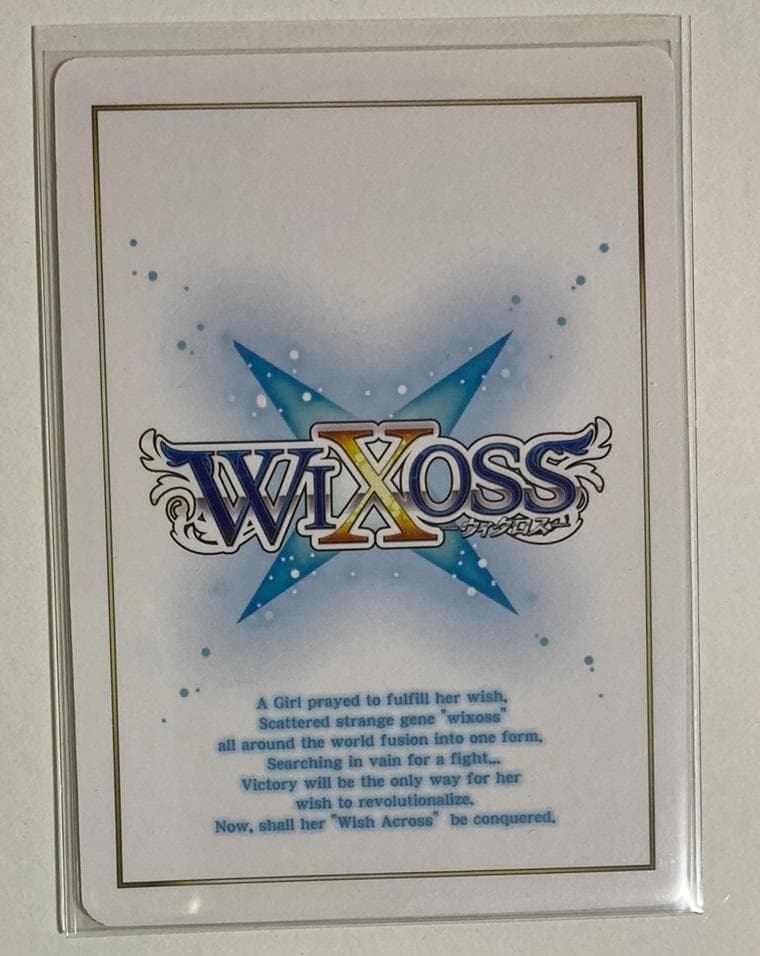 WIXOSS
ーウィクロスー
A Girl prayed to fulfill her wish.
Scattered strange gene "wixoss"
all around the world fusion into one form.
Searching in vain for a fight...
Victory will be the only way for her
wish to revolutionalize.
Now, shall her "Wish Across" be conquered.